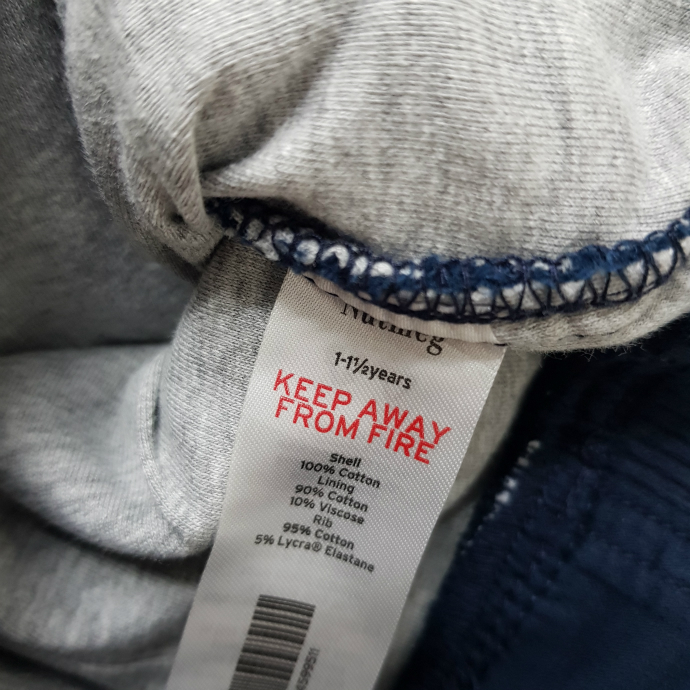 Nutmeg
1-1½years
KEEP AWAY
FROM FIRE
Shell
100% Cotton
Lining
90% Cotton
10% Viscose
Rib
95% Cotton
5% Lycra® Elastane